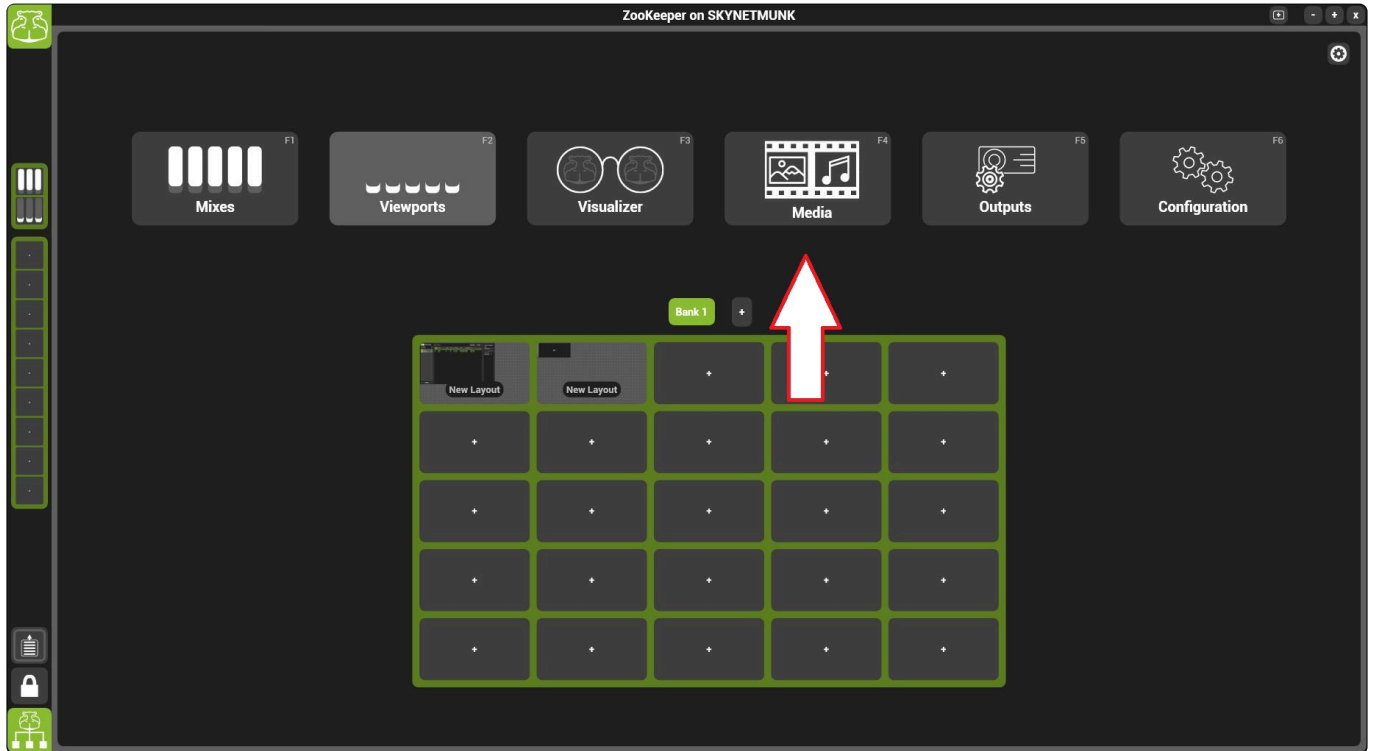 ZooKeeper on SKYNETMUNK
- + x
F1 F2 F3 F4 F5 F6
Mixes Viewports Visualizer Media Outputs Configuration
Bank 1 +
New Layout New Layout + + +
+ + + + +
+ + + + +
+ + + + +
+ + + + +